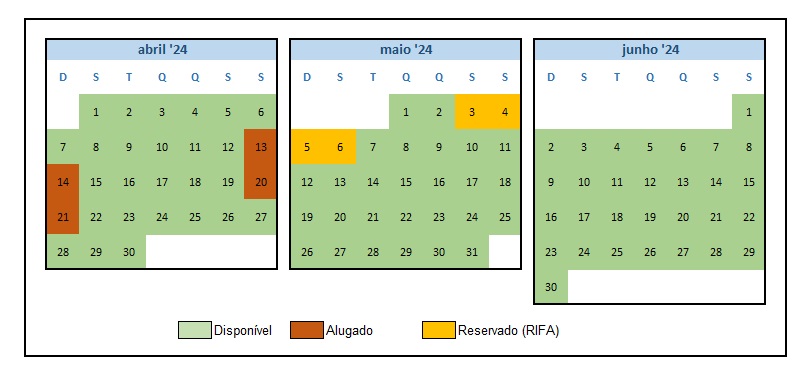 abril '24
D S T Q Q S S
1 2 3 4 5 6
7 8 9 10 11 12 13
14 15 16 17 18 19 20
21 22 23 24 25 26 27
28 29 30
maio '24
D S T Q Q S S
1 2 3 4
5 6 7 8 9 10 11
12 13 14 15 16 17 18
19 20 21 22 23 24 25
26 27 28 29 30 31
junho '24
D S T Q Q S S
1
2 3 4 5 6 7 8
9 10 11 12 13 14 15
16 17 18 19 20 21 22
23 24 25 26 27 28 29
30
Disponível Alugado Reservado (RIFA)